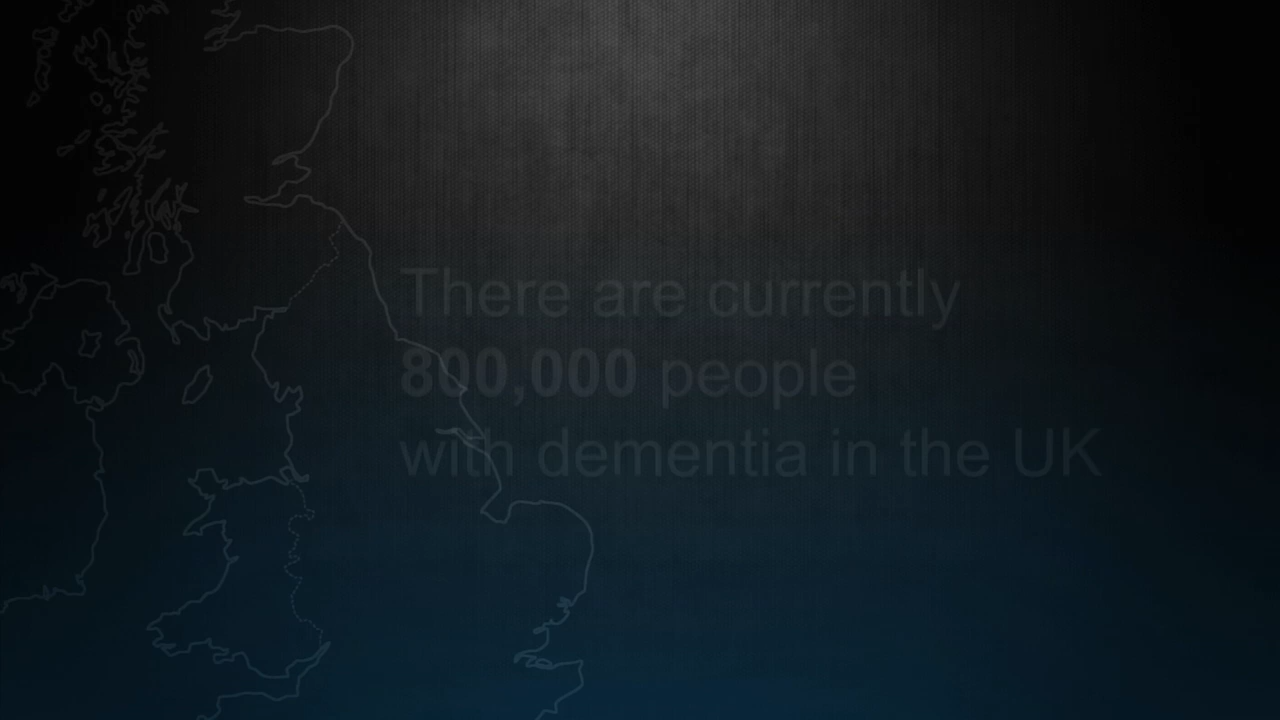 There are currently
800,000 people
with dementia in the UK